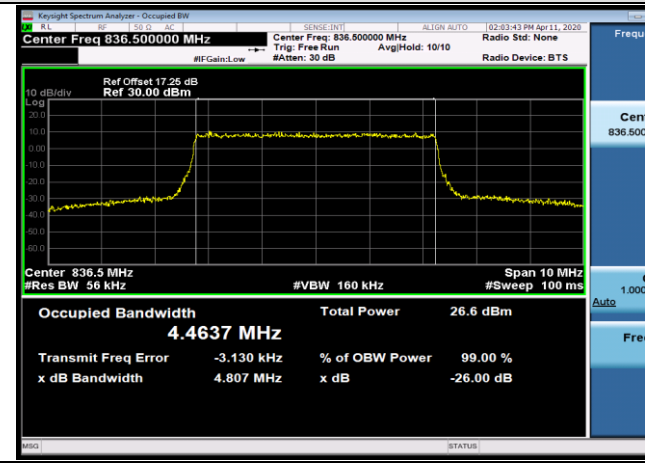 Keysight Spectrum Analyzer - Occupied BW
RL RF 50 Ω AC SENSE:INT ALIGN AUTO 02:03:43 PM Apr 11, 2020
Center Freq 836.500000 MHz Center Freq: 836.500000 MHz Radio Std: None Frequ
Trig: Free Run Avg|Hold: 10/10
#IFGain:Low #Atten: 30 dB Radio Device: BTS
Ref Offset 17.25 dB
10 dB/div Ref 30.00 dBm
Log
20.0
10.0
0.00
-10.0
-20.0
-30.0
-40.0
-50.0
-60.0
Cen
836.500
Center 836.5 MHz Span 10 MHz
#Res BW 56 kHz #VBW 160 kHz #Sweep 100 ms
1.000
Auto
Occupied Bandwidth Total Power 26.6 dBm
4.4637 MHz
Transmit Freq Error -3.130 kHz % of OBW Power 99.00 %
x dB Bandwidth 4.807 MHz x dB -26.00 dB
Fre
MSG STATUS